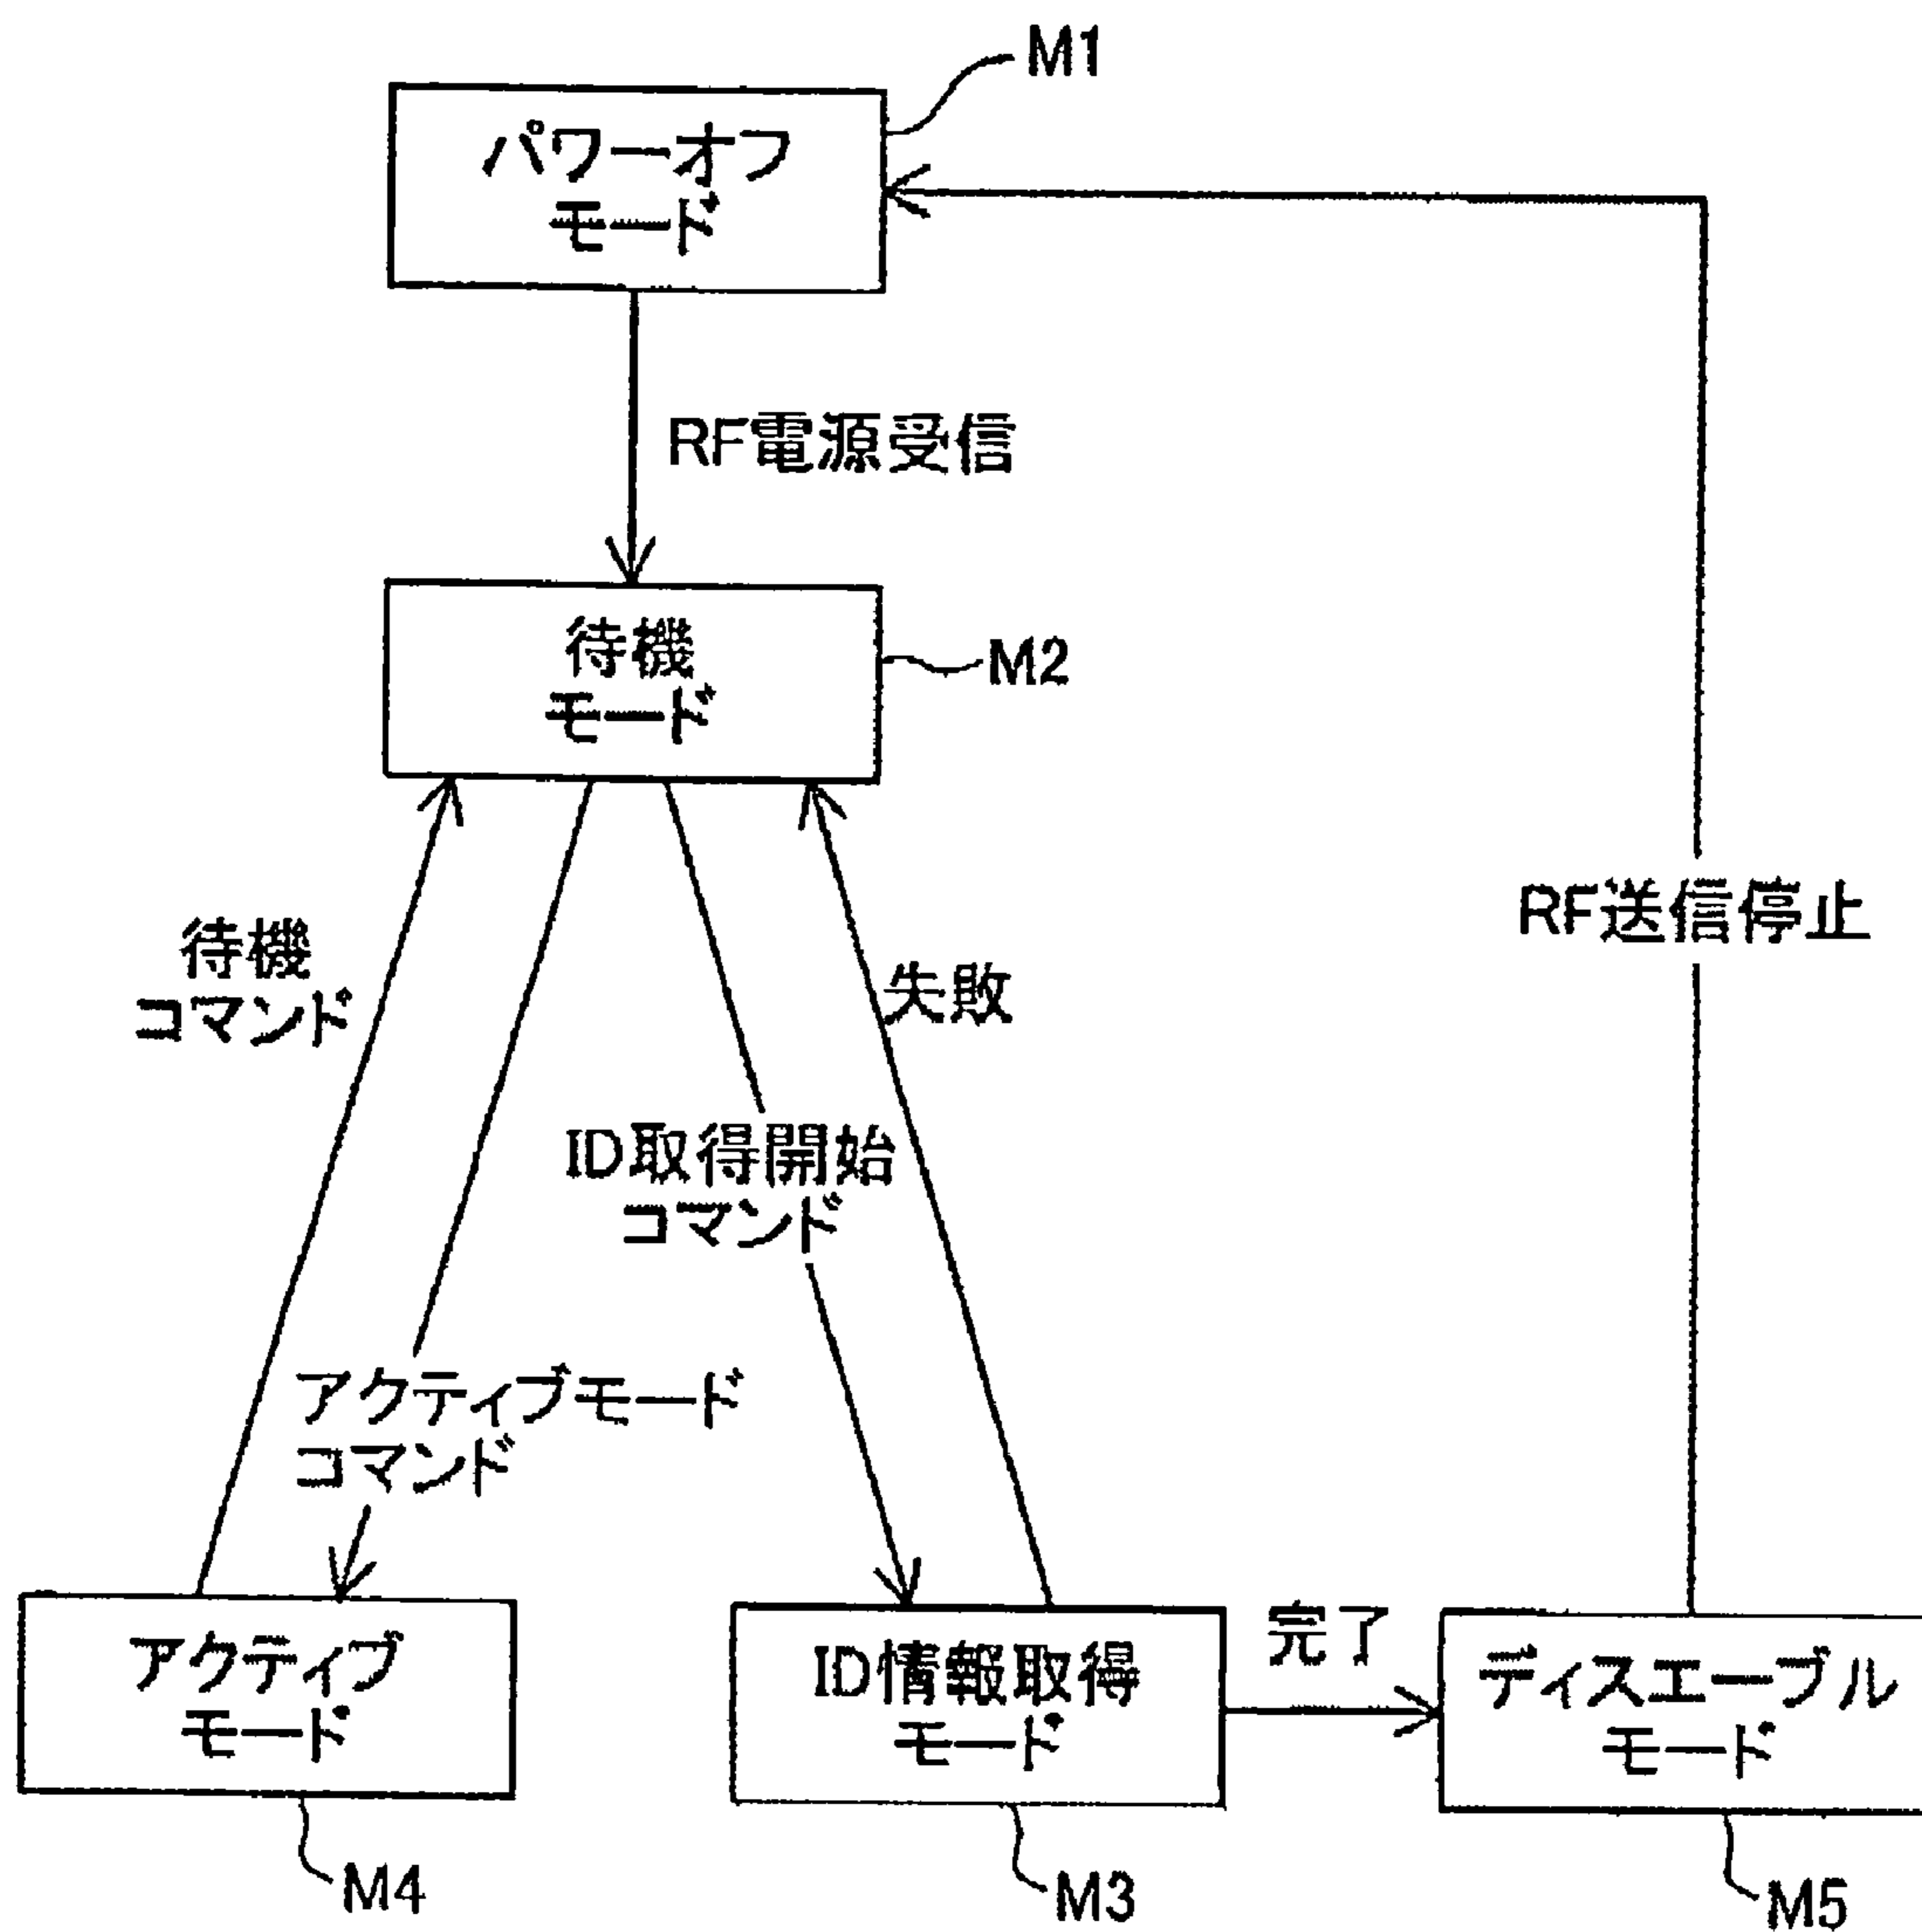 M1
パワーオフ
モード
RF電源受信
待機
モード
M2
待機
コマンド
失敗
RF送信停止
ID取得開始
コマンド
アクティブモード
コマンド
アクティブ
モード
ID情報取得
モード
完了
ディスエーブル
モード
M4
M3
M5